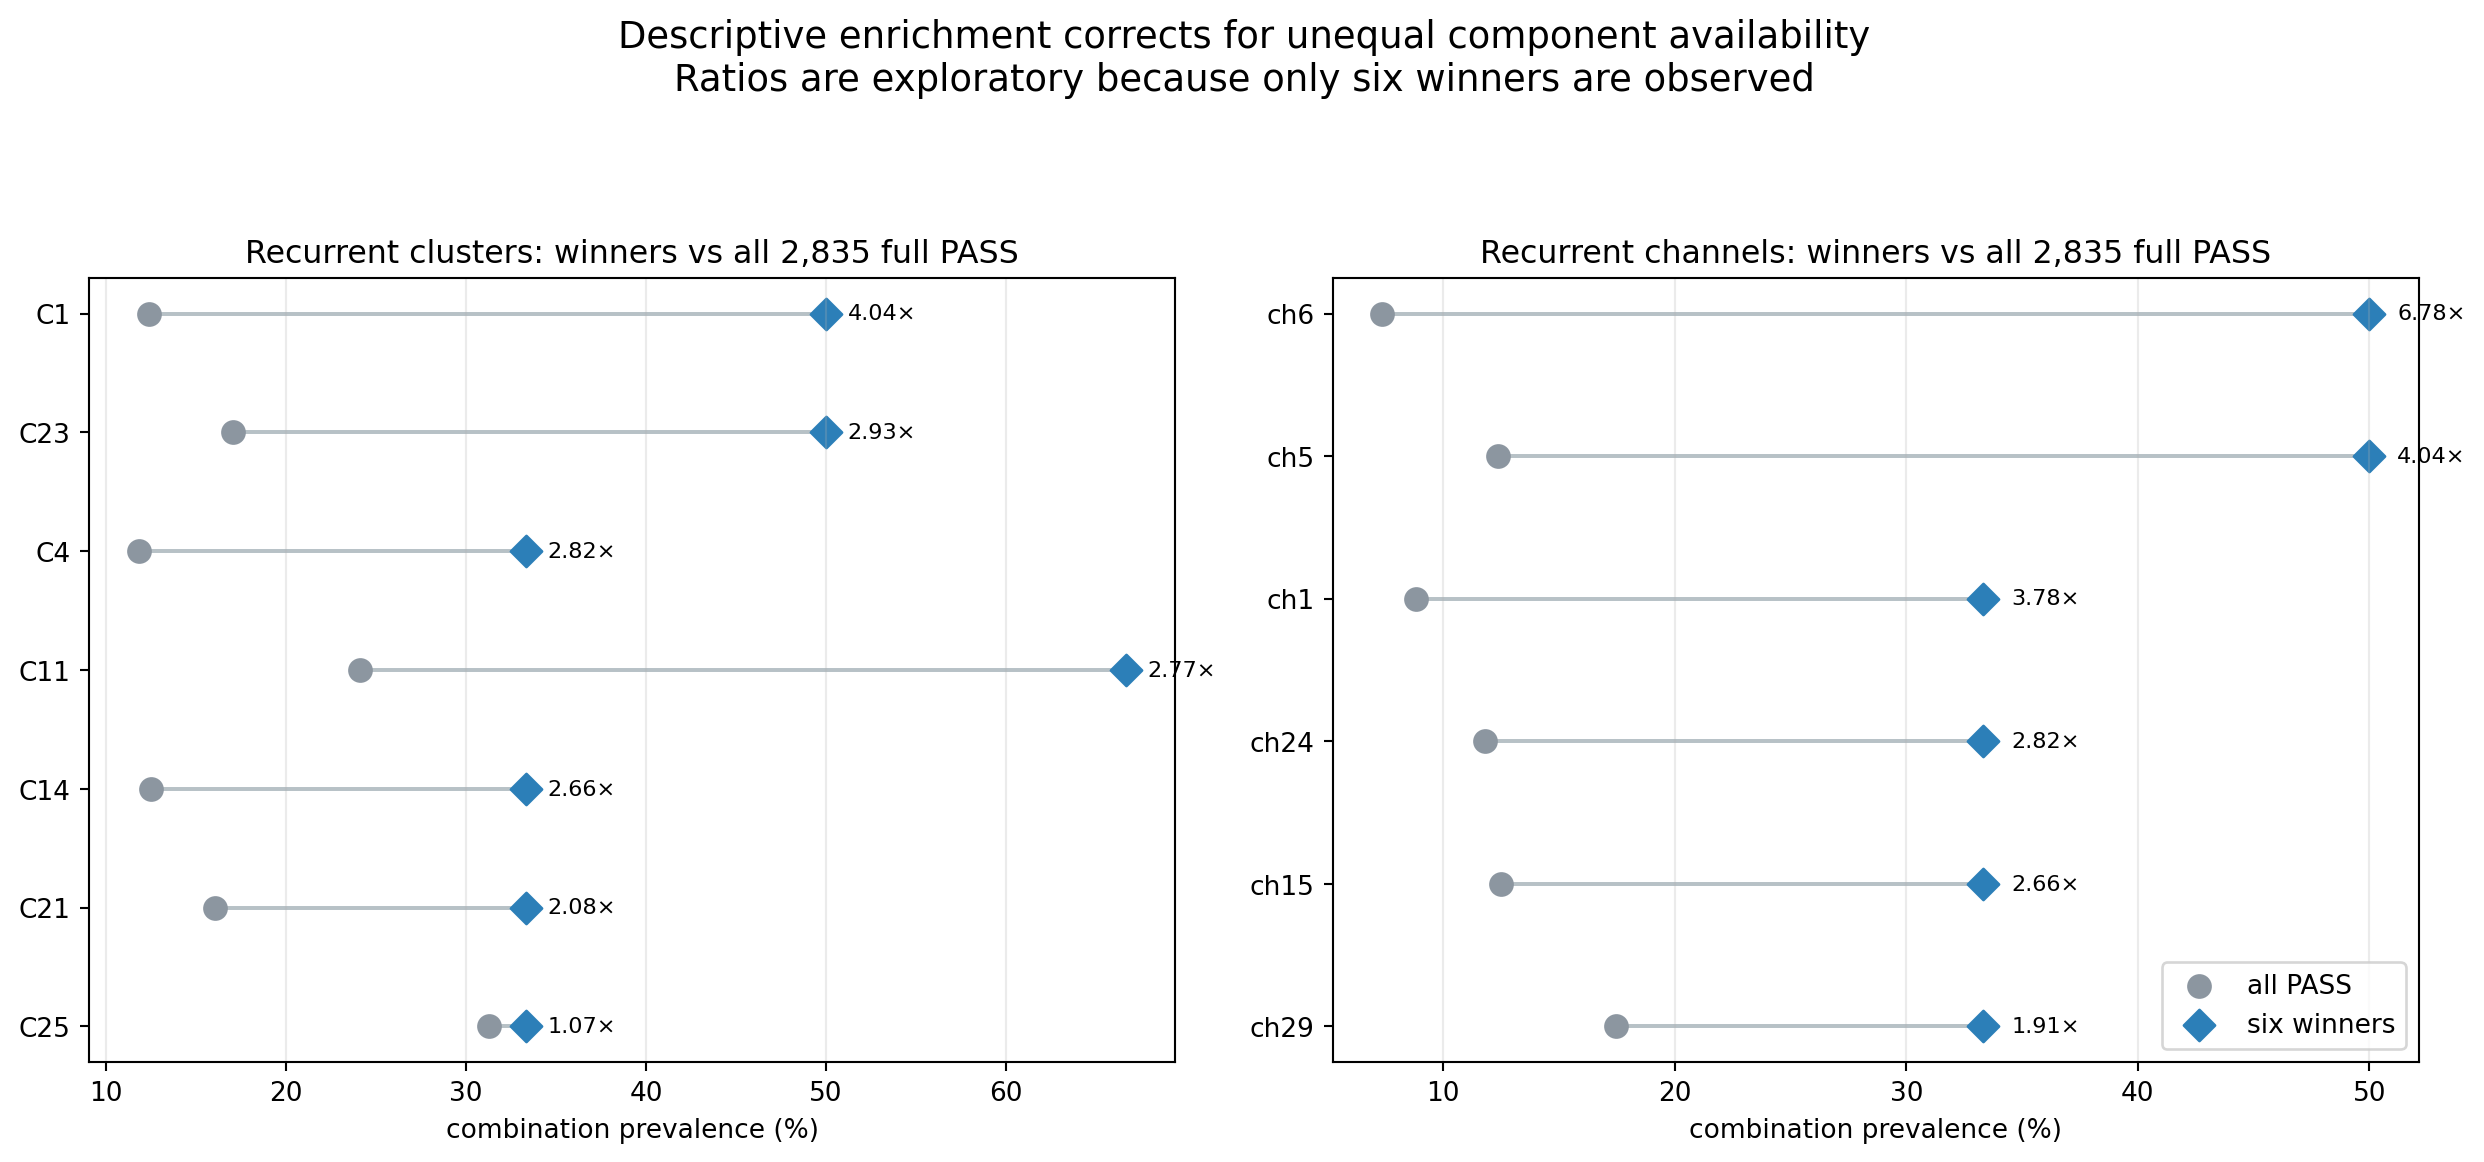 Descriptive enrichment corrects for unequal component availability
Ratios are exploratory because only six winners are observed
Recurrent clusters: winners vs all 2,835 full PASS
C1
4.04×
C23
2.93×
C4
2.82×
C11
2.77×
C14
2.66×
C21
2.08×
C25
1.07×
10 20 30 40 50 60
combination prevalence (%)
Recurrent channels: winners vs all 2,835 full PASS
ch6
6.78×
ch5
4.04×
ch1
3.78×
ch24
2.82×
ch15
2.66×
ch29
1.91×
all PASS
six winners
10 20 30 40 50
combination prevalence (%)